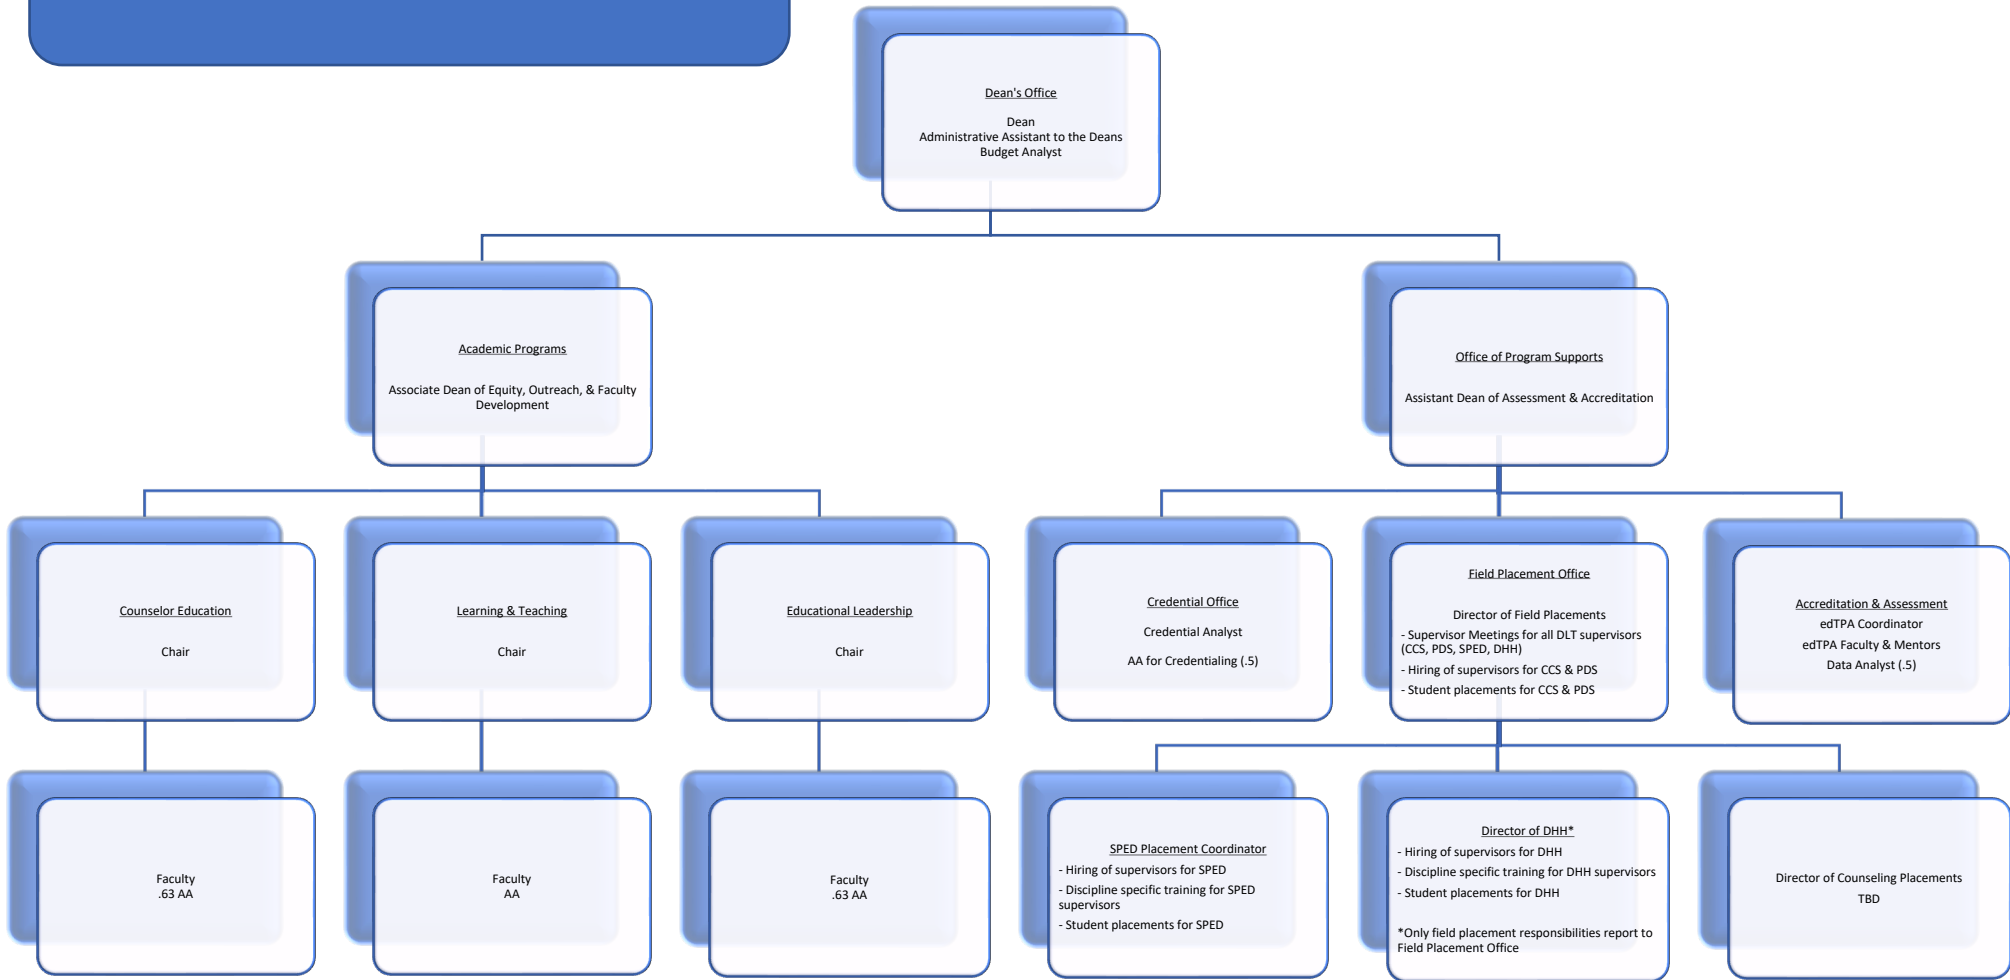 Dean's Office
Dean
Administrative Assistant to the Deans
Budget Analyst
Academic Programs
Associate Dean of Equity, Outreach, & Faculty
Development
Office of Program Supports
Assistant Dean of Assessment & Accreditation
Counselor Education
Chair
Learning & Teaching
Chair
Educational Leadership
Chair
Credential Office
Credential Analyst
AA for Credentialing (.5)
Field Placement Office
Director of Field Placements
- Supervisor Meetings for all DLT supervisors
(CCS, PDS, SPED, DHH)
- Hiring of supervisors for CCS & PDS
- Student placements for CCS & PDS
Accreditation & Assessment
edTPA Coordinator
edTPA Faculty & Mentors
Data Analyst (.5)
Faculty
.63 AA
Faculty
AA
Faculty
.63 AA
SPED Placement Coordinator
- Hiring of supervisors for SPED
- Discipline specific training for SPED
supervisors
- Student placements for SPED
Director of DHH*
- Hiring of supervisors for DHH
- Discipline specific training for DHH supervisors
- Student placements for DHH
*Only field placement responsibilities report to
Field Placement Office
Director of Counseling Placements
TBD